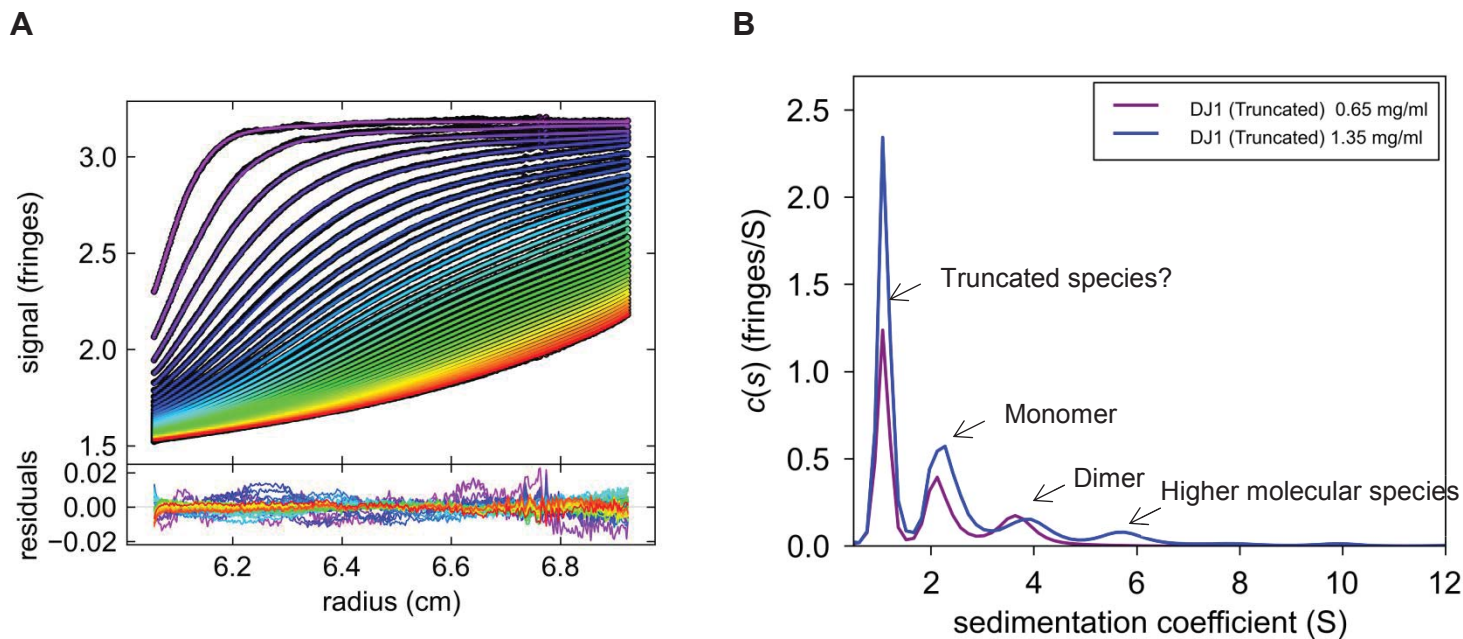 A
signal (fringes)
3.0
2.5
2.0
1.5
residuals
0.02
0.00
−0.02
6.2
6.4
6.6
6.8
radius (cm)
B
c(s) (fringes/S)
2.5
2.0
1.5
1.0
0.5
0.0
DJ1 (Truncated) 0.65 mg/ml
DJ1 (Truncated) 1.35 mg/ml
Truncated species?
Monomer
Dimer
Higher molecular species
2
4
6
8
10
12
sedimentation coefficient (S)